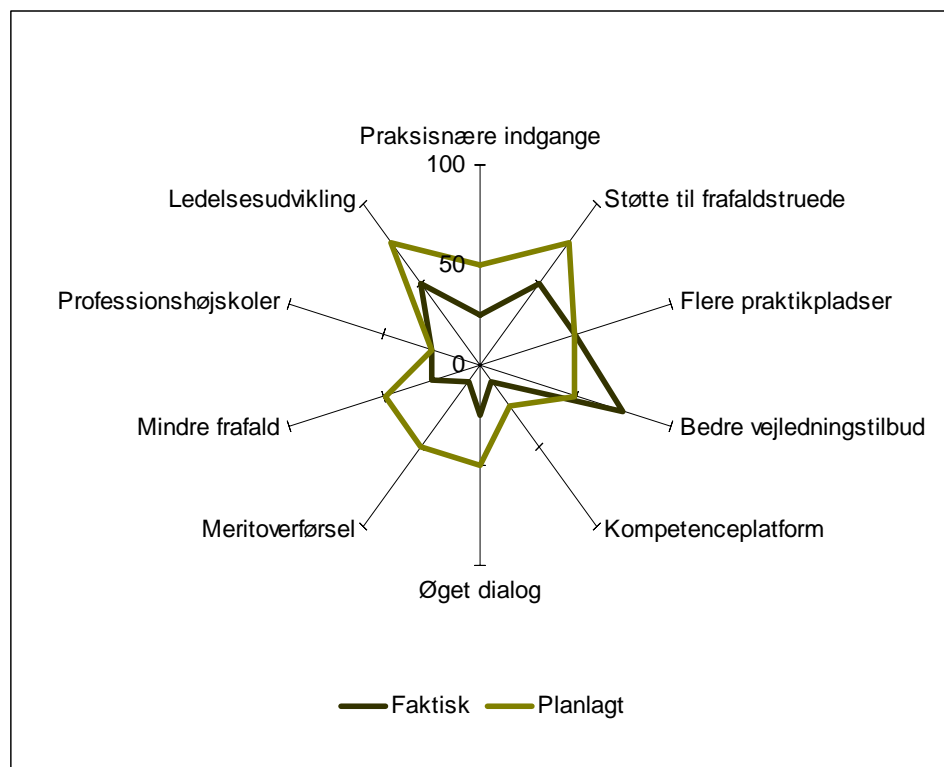 Praksisnære indgange
100
Ledelsesudvikling
Støtte til frafaldstruede
50
Professionshøjskoler
Flere praktikpladser
0
Mindre frafald
Bedre vejledningstilbud
Meritoverførsel
Kompetenceplatform
Øget dialog
Faktisk
Planlagt